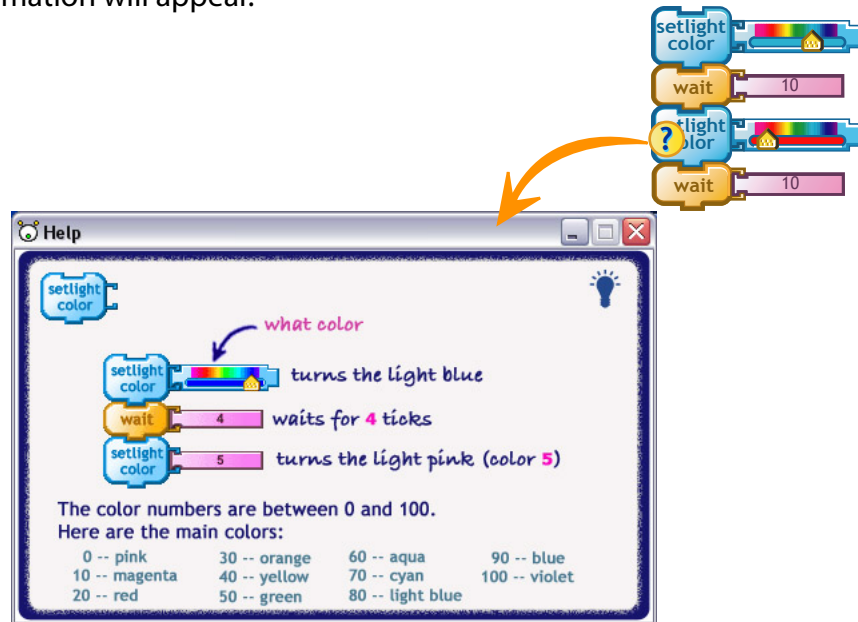 mation will appear.
setlight
color
wait 10
?
tlight
lor
wait 10
Help
setlight
color
what color
setlight
color
turns the light blue
wait 4 waits for 4 ticks
setlight
color
5 turns the light pink (color 5)
The color numbers are between 0 and 100.
Here are the main colors:
0 -- pink 30 -- orange 60 -- aqua 90 -- blue
10 -- magenta 40 -- yellow 70 -- cyan 100 -- violet
20 -- red 50 -- green 80 -- light blue